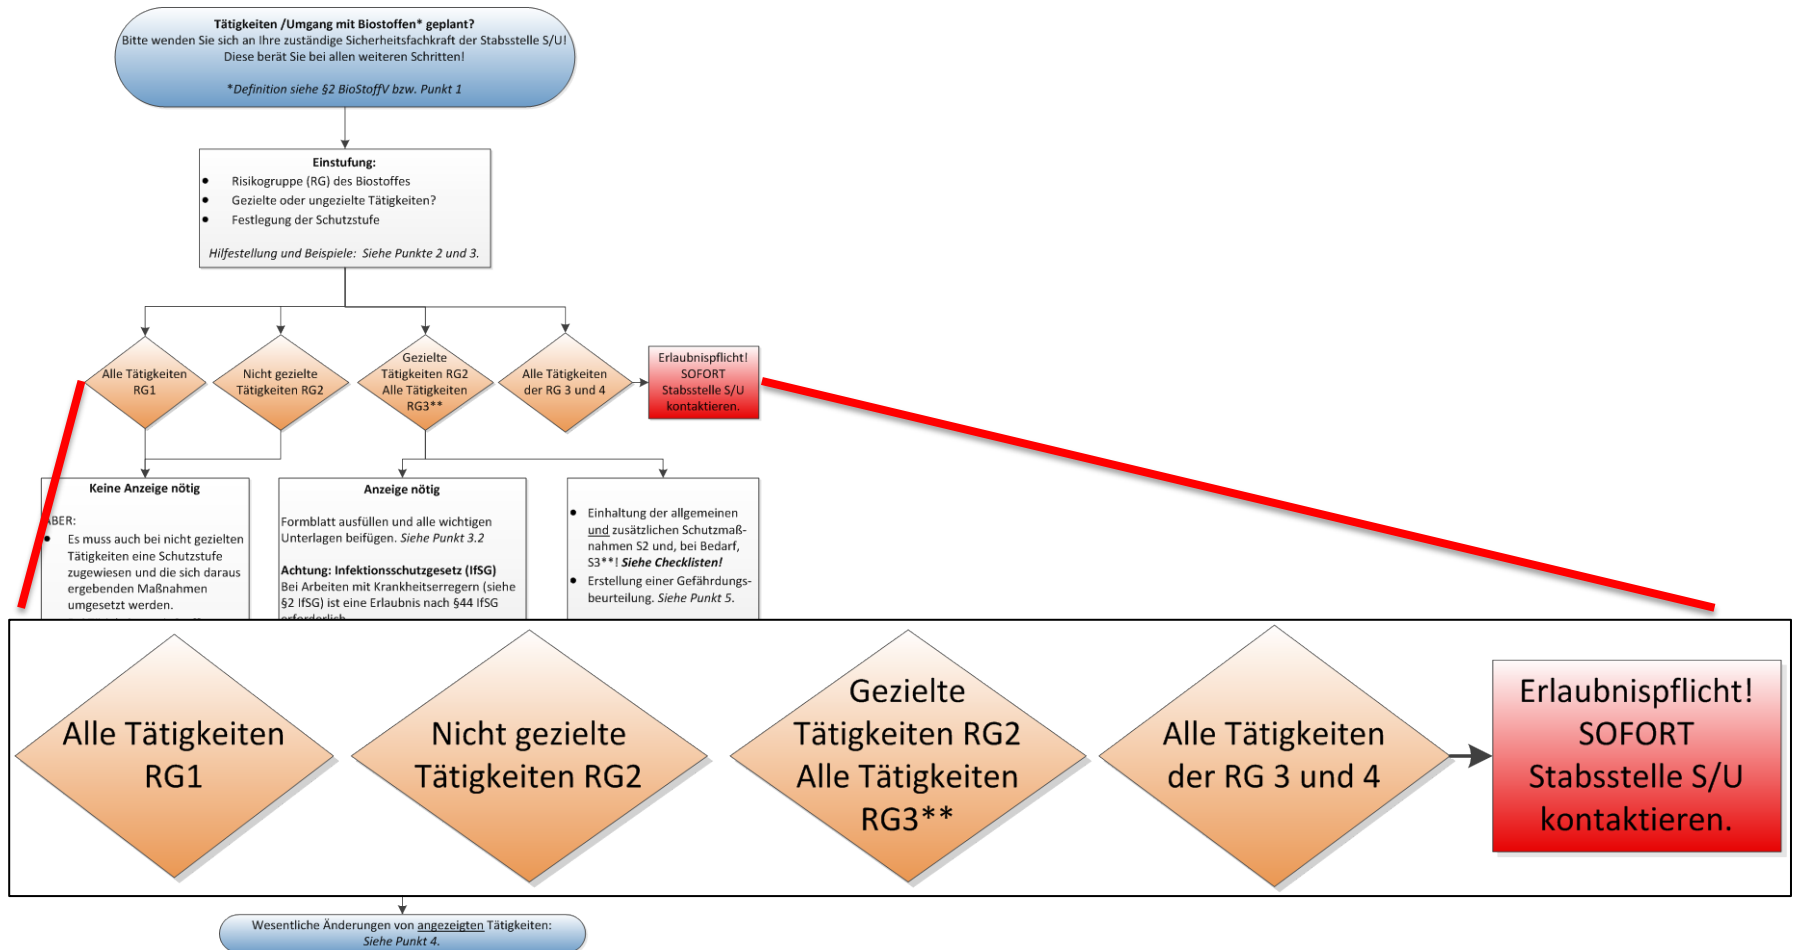 Tätigkeiten /Umgang mit Biostoffen* geplant?
Bitte wenden Sie sich an Ihre zuständige Sicherheitsfachkraft der Stabsstelle S/U!
Diese berät Sie bei allen weiteren Schritten!
*Definition siehe §2 BioStoffV bzw. Punkt 1
Einstufung:
● Risikogruppe (RG) des Biostoffes
● Gezielte oder ungezielte Tätigkeiten?
● Festlegung der Schutzstufe
Hilfestellung und Beispiele: Siehe Punkte 2 und 3.
Alle Tätigkeiten
RG1
Nicht gezielte
Tätigkeiten RG2
Gezielte
Tätigkeiten RG2
Alle Tätigkeiten
RG3**
Alle Tätigkeiten
der RG 3 und 4
Erlaubnispflicht!
SOFORT
Stabsstelle S/U
kontaktieren.
Keine Anzeige nötig
ABER:
● Es muss auch bei nicht gezielten
Tätigkeiten eine Schutzstufe
zugewiesen und die sich daraus
ergebenden Maßnahmen
umgesetzt werden.
Anzeige nötig
Formblatt ausfüllen und alle wichtigen
Unterlagen beifügen. Siehe Punkt 3.2
Achtung: Infektionsschutzgesetz (IfSG)
Bei Arbeiten mit Krankheitserregern (siehe
§2 IfSG) ist eine Erlaubnis nach §44 IfSG
erforderlich
● Einhaltung der allgemeinen
und zusätzlichen Schutzmaß-
nahmen S2 und, bei Bedarf,
S3**! Siehe Checklisten!
● Erstellung einer Gefährdungs-
beurteilung. Siehe Punkt 5.
Alle Tätigkeiten
RG1
Nicht gezielte
Tätigkeiten RG2
Gezielte
Tätigkeiten RG2
Alle Tätigkeiten
RG3**
Alle Tätigkeiten
der RG 3 und 4
Erlaubnispflicht!
SOFORT
Stabsstelle S/U
kontaktieren.
Wesentliche Änderungen von angezeigten Tätigkeiten:
Siehe Punkt 4.